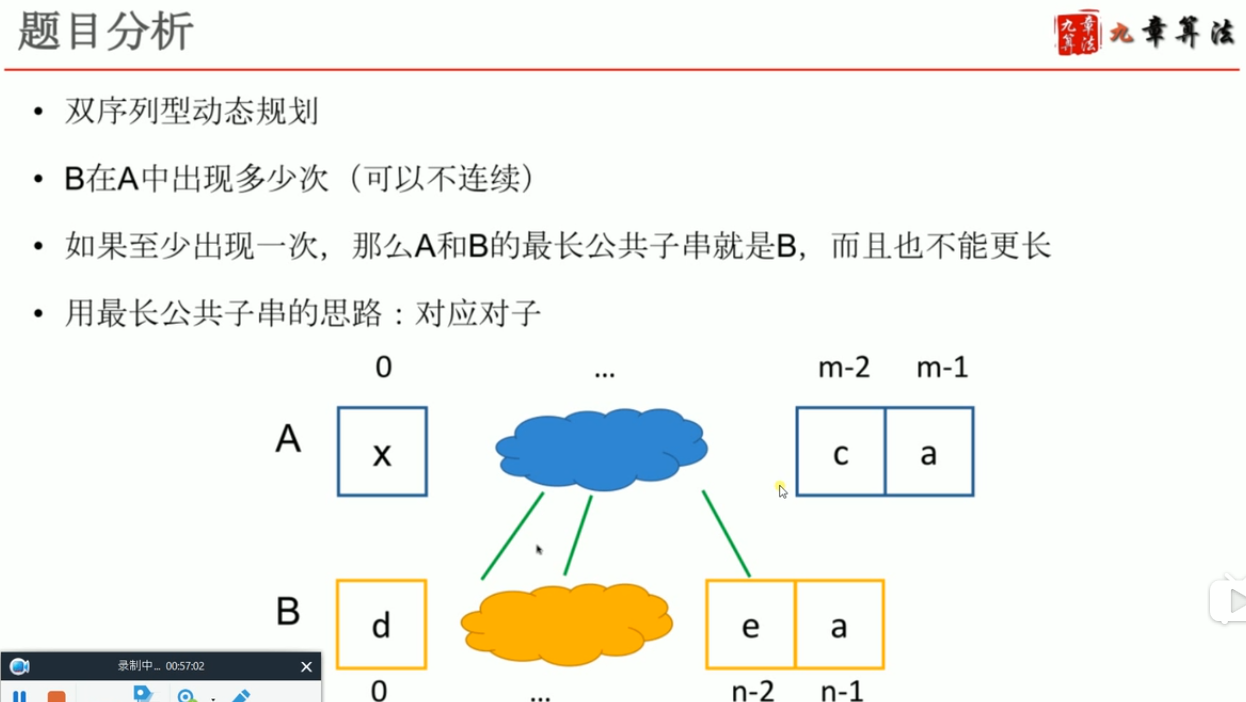 题目分析
九章算法
九章算法
• 双序列型动态规划
• B在A中出现多少次（可以不连续）
• 如果至少出现一次，那么A和B的最长公共子串就是B，而且也不能更长
• 用最长公共子串的思路：对应对子
0 ... m-2 m-1
A x c a
B d e a
0 ... n-2 n-1
录制中... 00:57:02